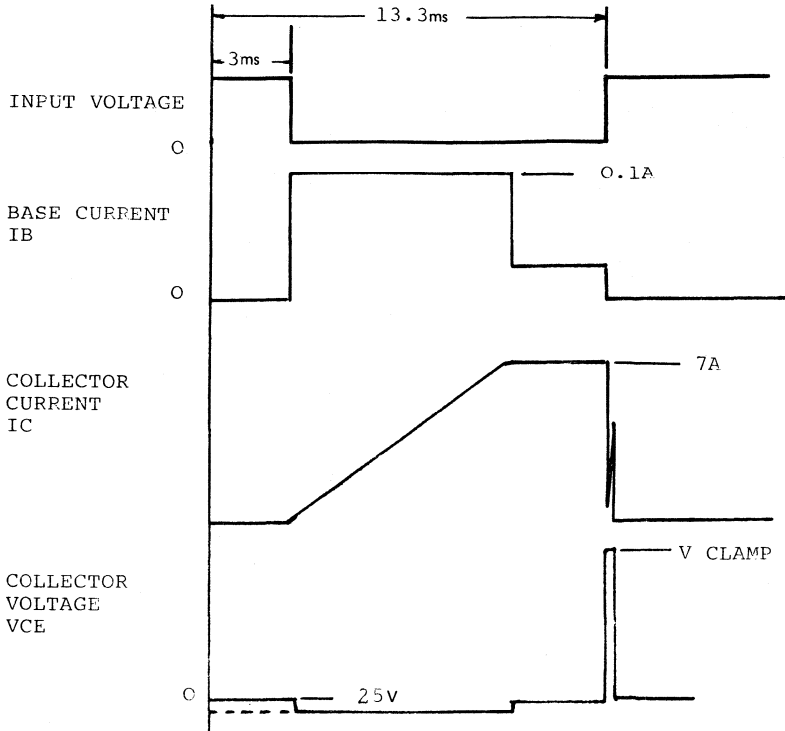 13.3ms
3ms
INPUT VOLTAGE
O
O.1A
BASE CURRENT
IB
O
7A
COLLECTOR
CURRENT
IC
V CLAMP
COLLECTOR
VOLTAGE
VCE
O
25V